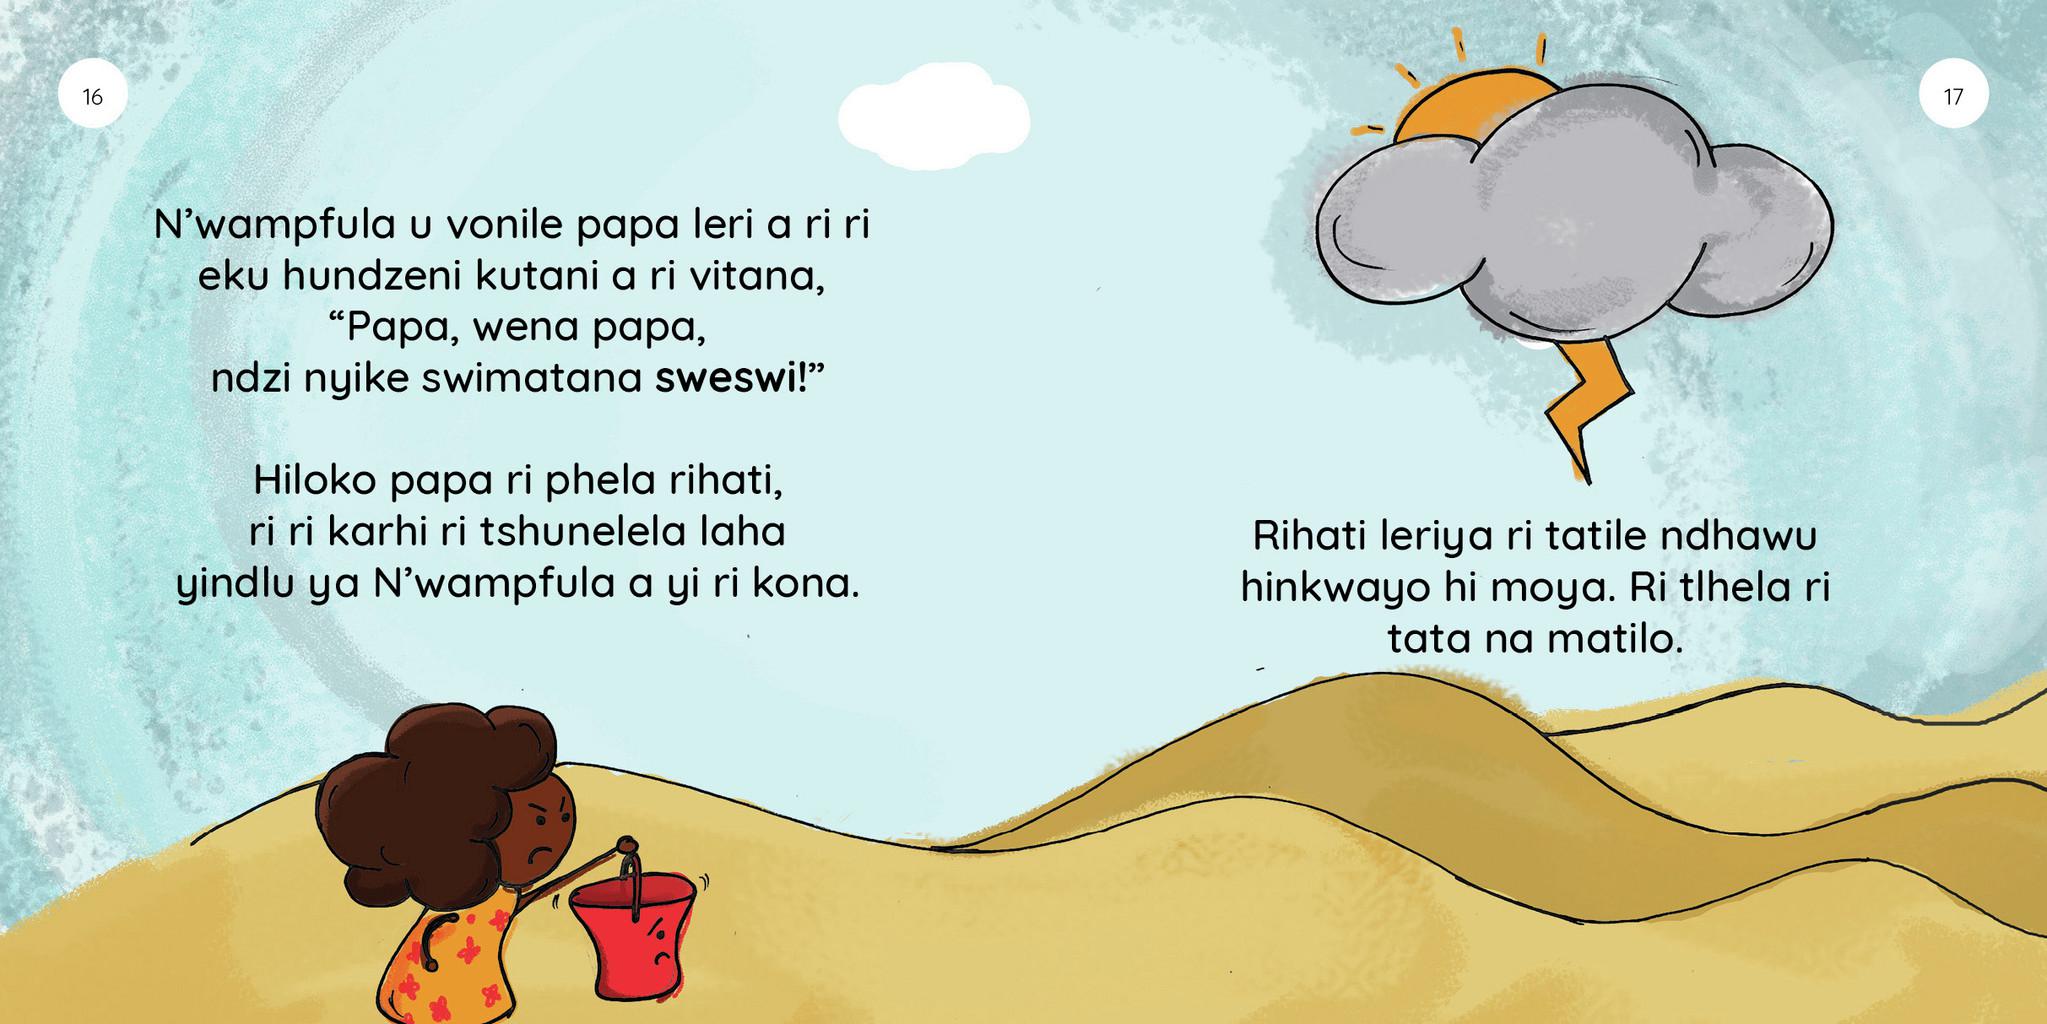 16
N’wampfula u vonile papa leri a ri ri
eku hundzeni kutani a ri vitana,
“Papa, wena papa,
ndzi nyike swimatana sweswi!”
Hiloko papa ri phela rihati,
ri ri karhi ri tshunelela laha
yindlu ya N’wampfula a yi ri kona.
17
Rihati leriya ri tatile ndhawu
hinkwayo hi moya. Ri tlhela ri
tata na matilo.